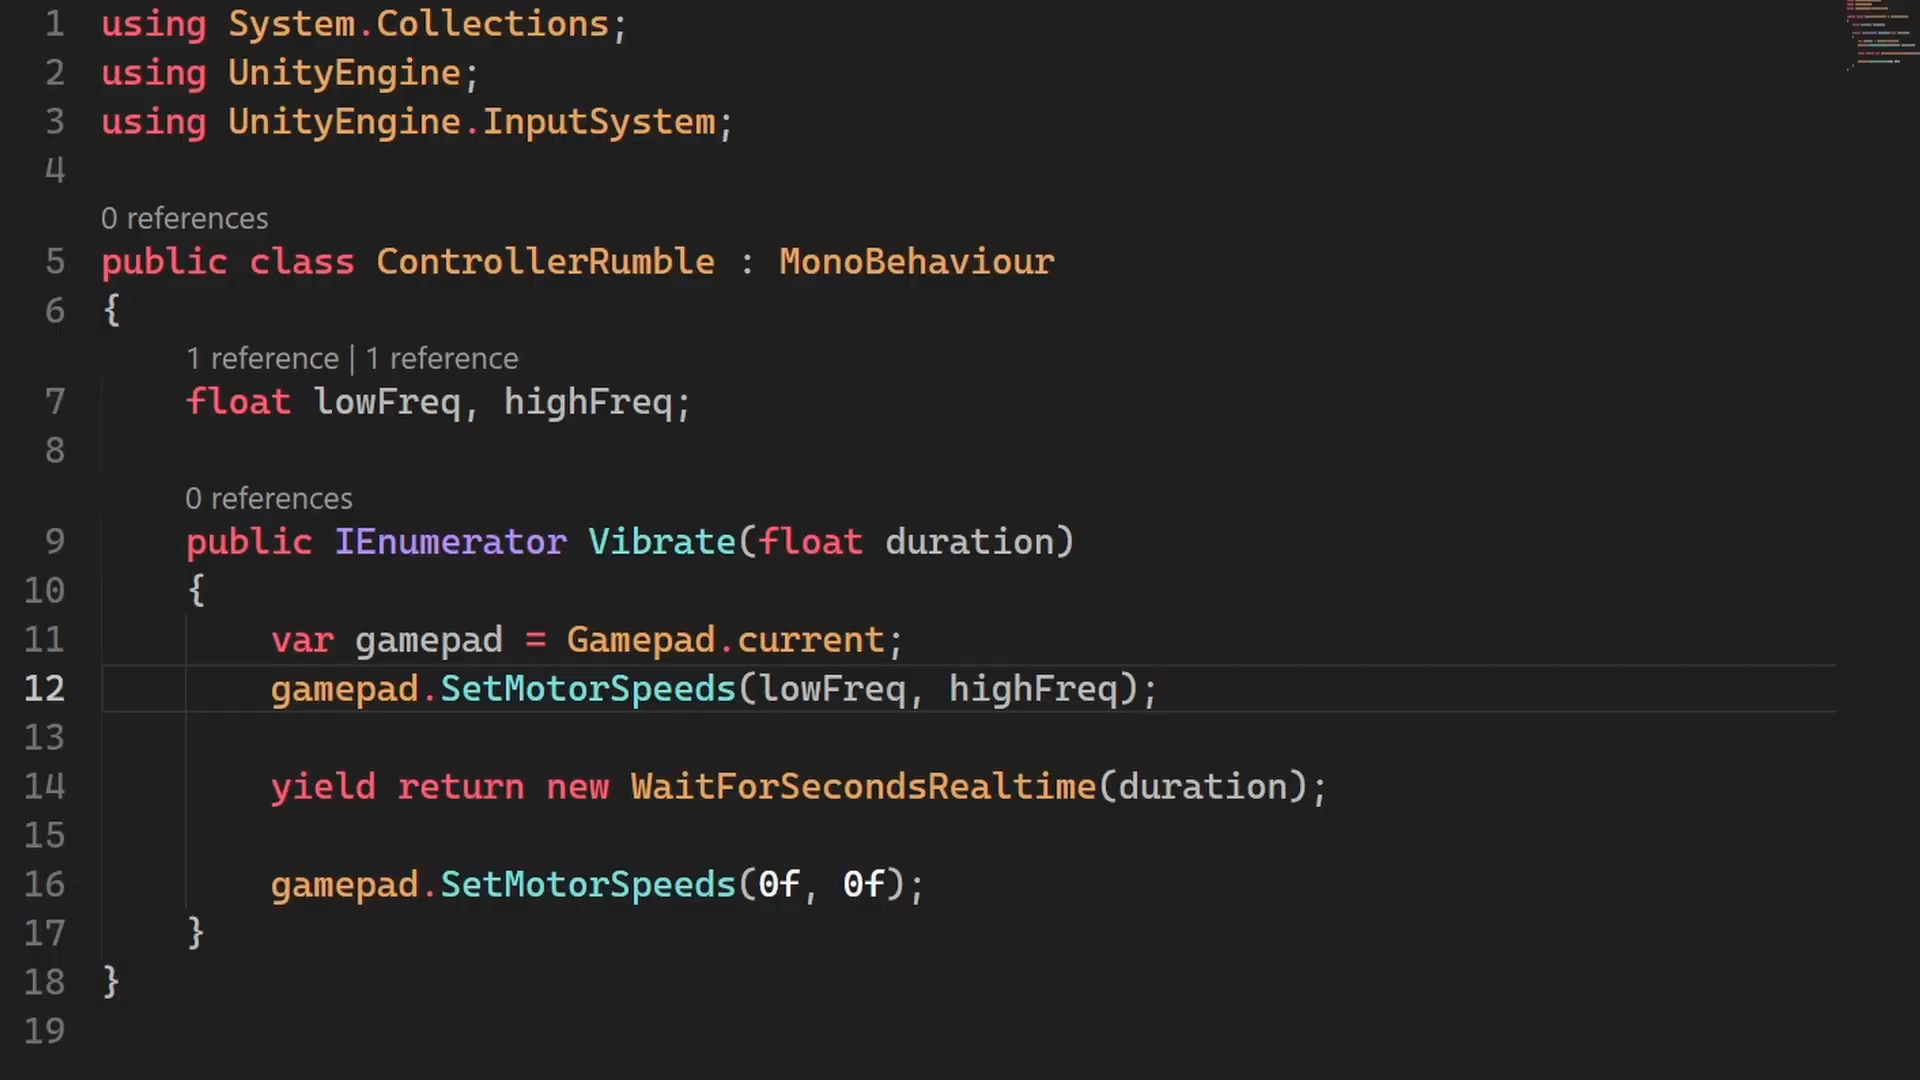 1 using System.Collections;
2 using UnityEngine;
3 using UnityEngine.InputSystem;
4
0 references
5 public class ControllerRumble : MonoBehaviour
6 {
1 reference | 1 reference
7 float lowFreq, highFreq;
8
0 references
9 public IEnumerator Vibrate(float duration)
10 {
11 var gamepad = Gamepad.current;
12 gamepad.SetMotorSpeeds(lowFreq, highFreq);
13
14 yield return new WaitForSecondsRealtime(duration);
15
16 gamepad.SetMotorSpeeds(0f, 0f);
17 }
18 }
19